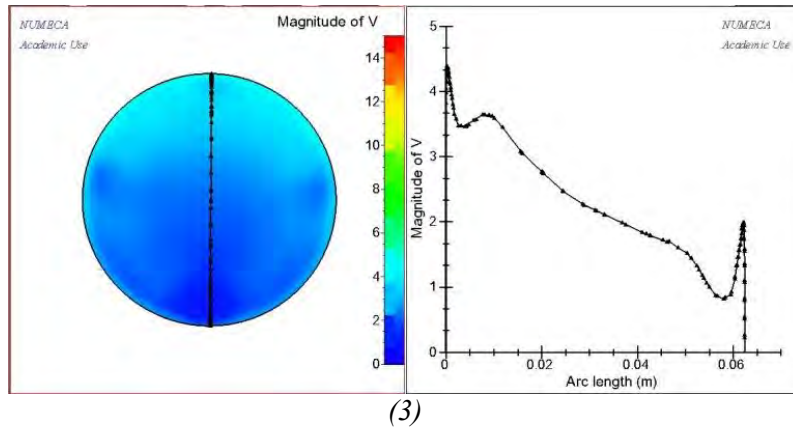 NUMECA
Academic Use
Magnitude of V
14
12
10
8
6
4
2
0
NUMECA
Academic Use
Magnitude of V
5
4
3
2
1
0
0
0.02
0.04
0.06
Arc length (m)
(3)